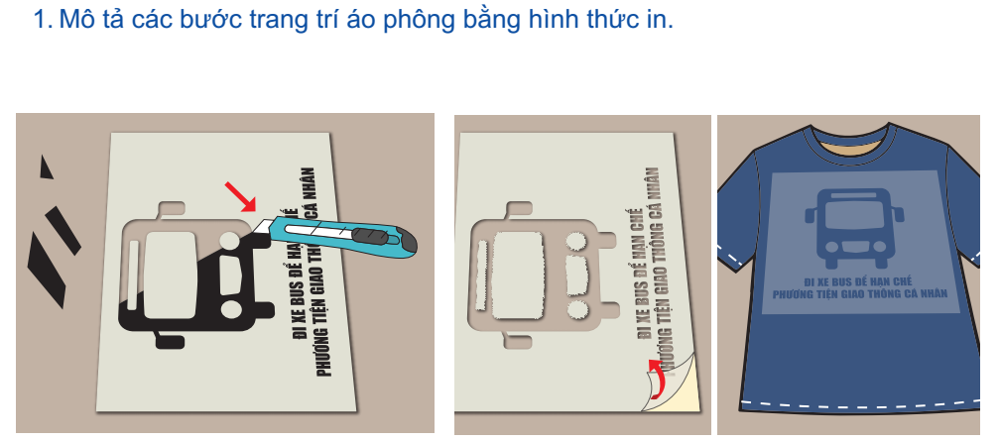 1. Mô tả các bước trang trí áo phông bằng hình thức in.
ĐI XE BUS ĐỂ HẠN CHẾ
PHƯƠNG TIỆN GIAO THÔNG CÁ NHÂN
ĐI XE BUS ĐỂ HẠN CHẾ
PHƯƠNG TIỆN GIAO THÔNG CÁ NHÂN
ĐI XE BUS ĐỂ HẠN CHẾ
PHƯƠNG TIỆN GIAO THÔNG CÁ NHÂN